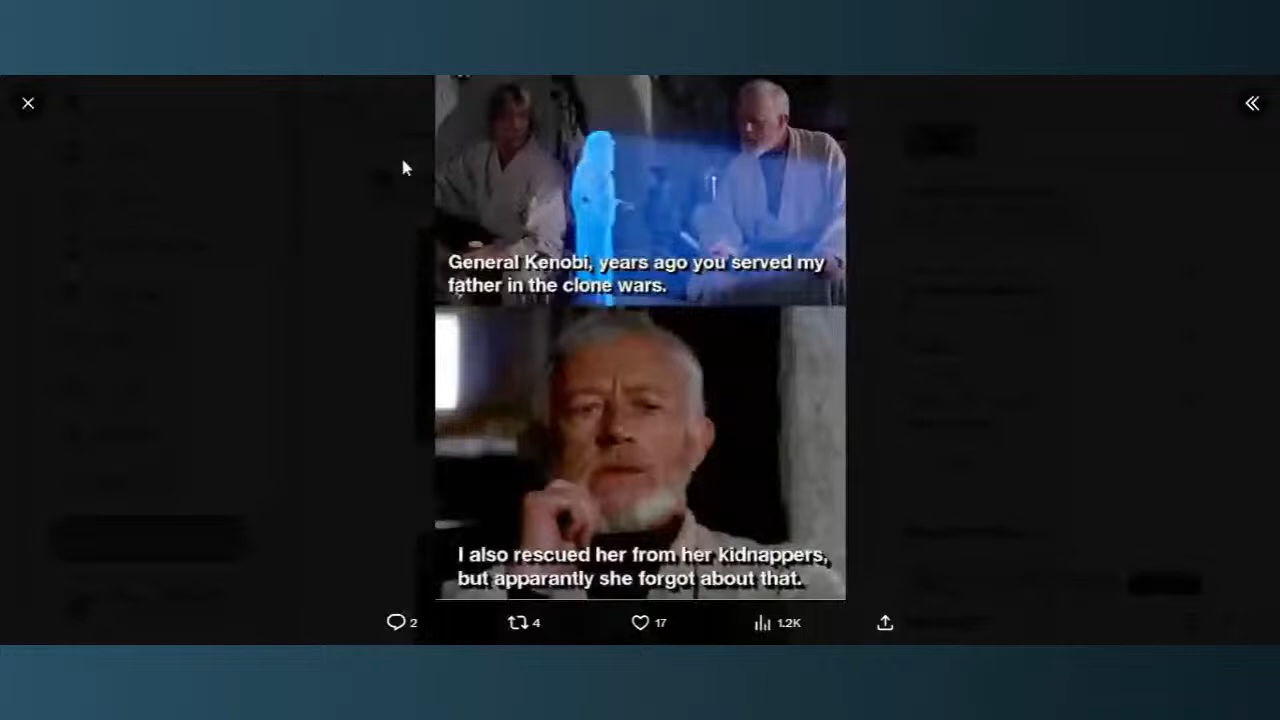 General Kenobi, years ago you served my
father in the clone wars.
I also rescued her from her kidnappers,
but apparantly she forgot about that.
2 4 17 1.2K